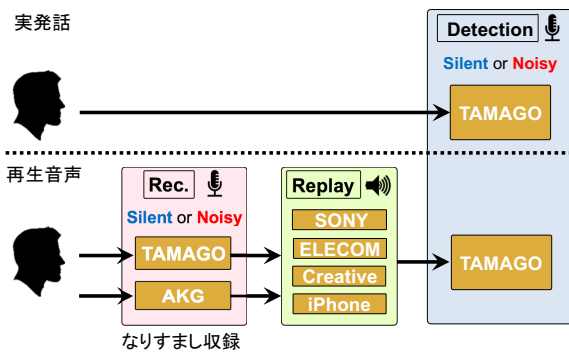 実発話
Detection
Silent or Noisy
TAMAGO
再生音声
Rec.
Silent or Noisy
TAMAGO
AKG
なりすまし収録
Replay
SONY
ELECOM
Creative
iPhone
TAMAGO